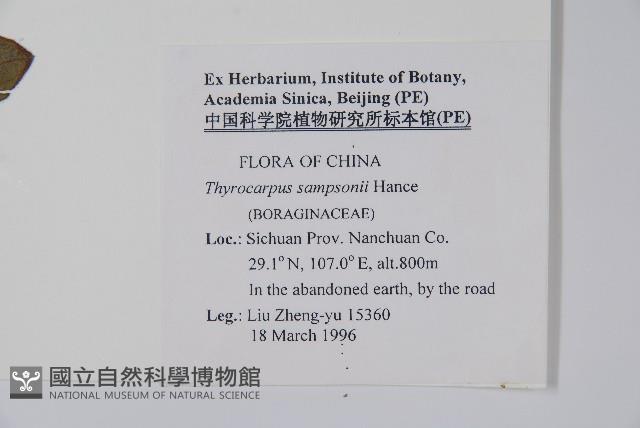 Ex Herbarium, Institute of Botany,
Academia Sinica, Beijing (PE)
中国科学院植物研究所标本馆(PE)
FLORA OF CHINA
Thyrocarpus sampsonii Hance
(BORAGINACEAE)
Loc.: Sichuan Prov. Nanchuan Co.
29.1° N, 107.0° E, alt.800m
In the abandoned earth, by the road
Leg.: Liu Zheng-yu 15360
18 March 1996
國立自然科學博物館
NATIONAL MUSEUM OF NATURAL SCIENCE